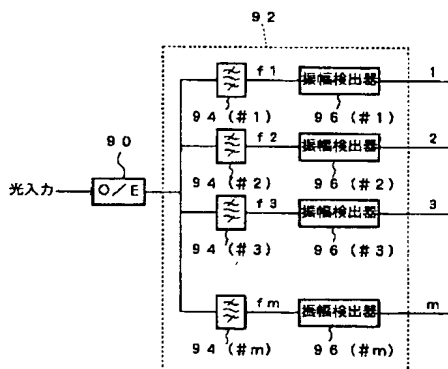 92
f1 振幅検出器 1
94 (#1) 96 (#1)
90
f2 振幅検出器 2
光入力 O/E 94 (#2) 96 (#2)
f3 振幅検出器 3
94 (#3) 96 (#3)
fm 振幅検出器 m
94 (#m) 96 (#m)